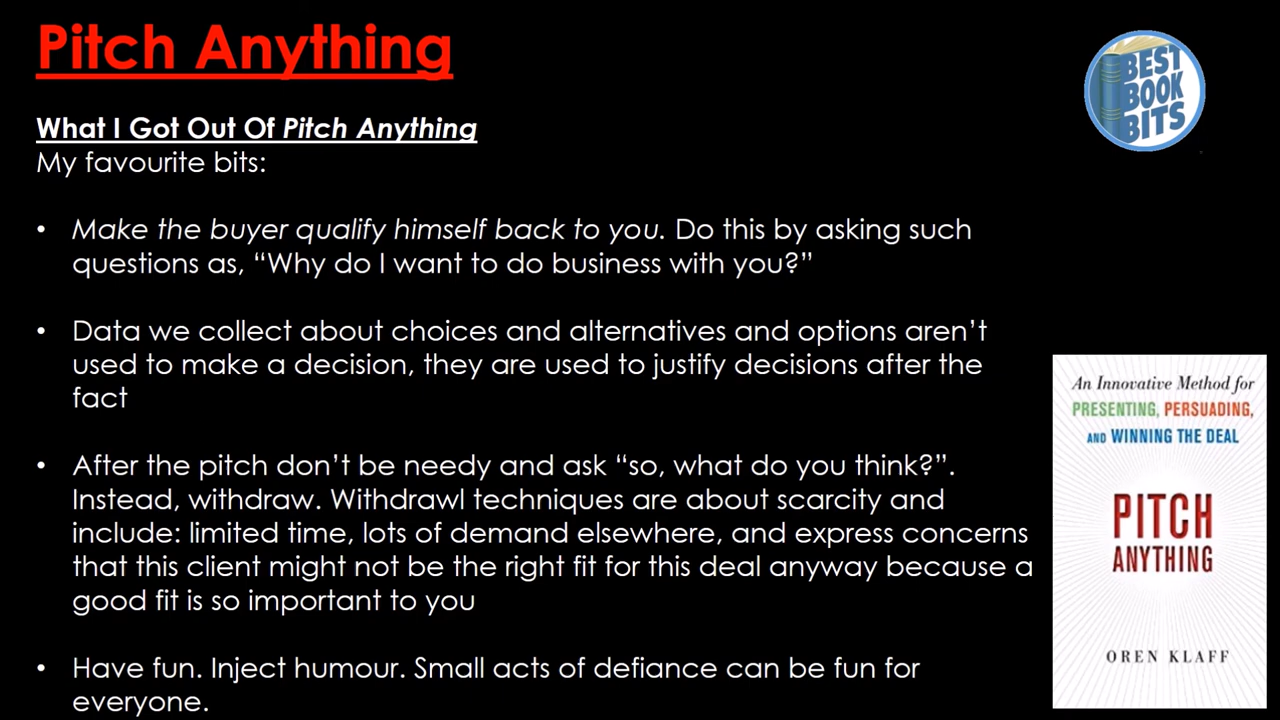 Pitch Anything
BEST
BOOK
BITS
What I Got Out Of Pitch Anything
My favourite bits:
• Make the buyer qualify himself back to you. Do this by asking such
questions as, “Why do I want to do business with you?”
• Data we collect about choices and alternatives and options aren’t
used to make a decision, they are used to justify decisions after the
fact
• After the pitch don’t be needy and ask “so, what do you think?”.
Instead, withdraw. Withdrawl techniques are about scarcity and
include: limited time, lots of demand elsewhere, and express concerns
that this client might not be the right fit for this deal anyway because a
good fit is so important to you
• Have fun. Inject humour. Small acts of defiance can be fun for
everyone.
An Innovative Method for
PRESENTING, PERSUADING,
AND WINNING THE DEAL
PITCH
ANYTHING
OREN KLAFF